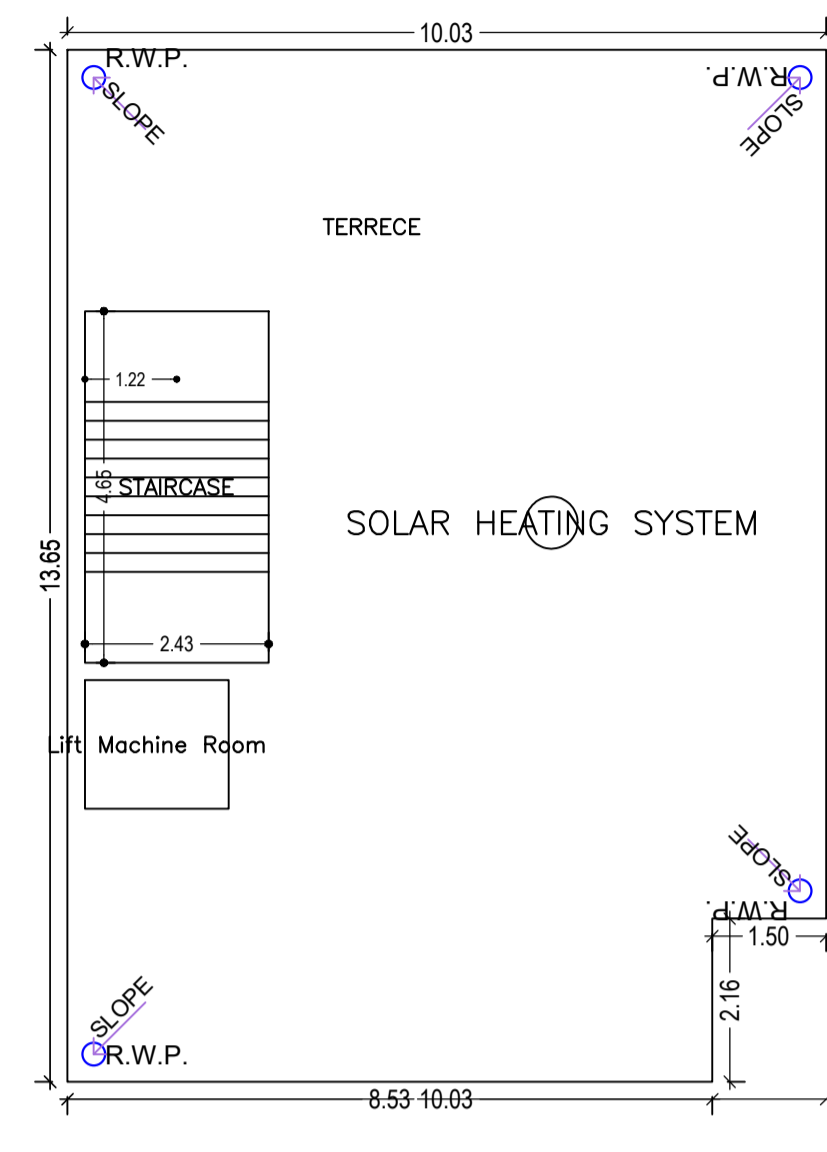 10.03
R.W.P.
R.W.P.
SLOPE
SLOPE
TERRECE
1.22
4.65
STAIRCASE
SOLAR HEATING SYSTEM
13.65
2.43
Lift Machine Room
SLOPE
R.W.P.
1.50
2.16
SLOPE
R.W.P.
8.53 10.03